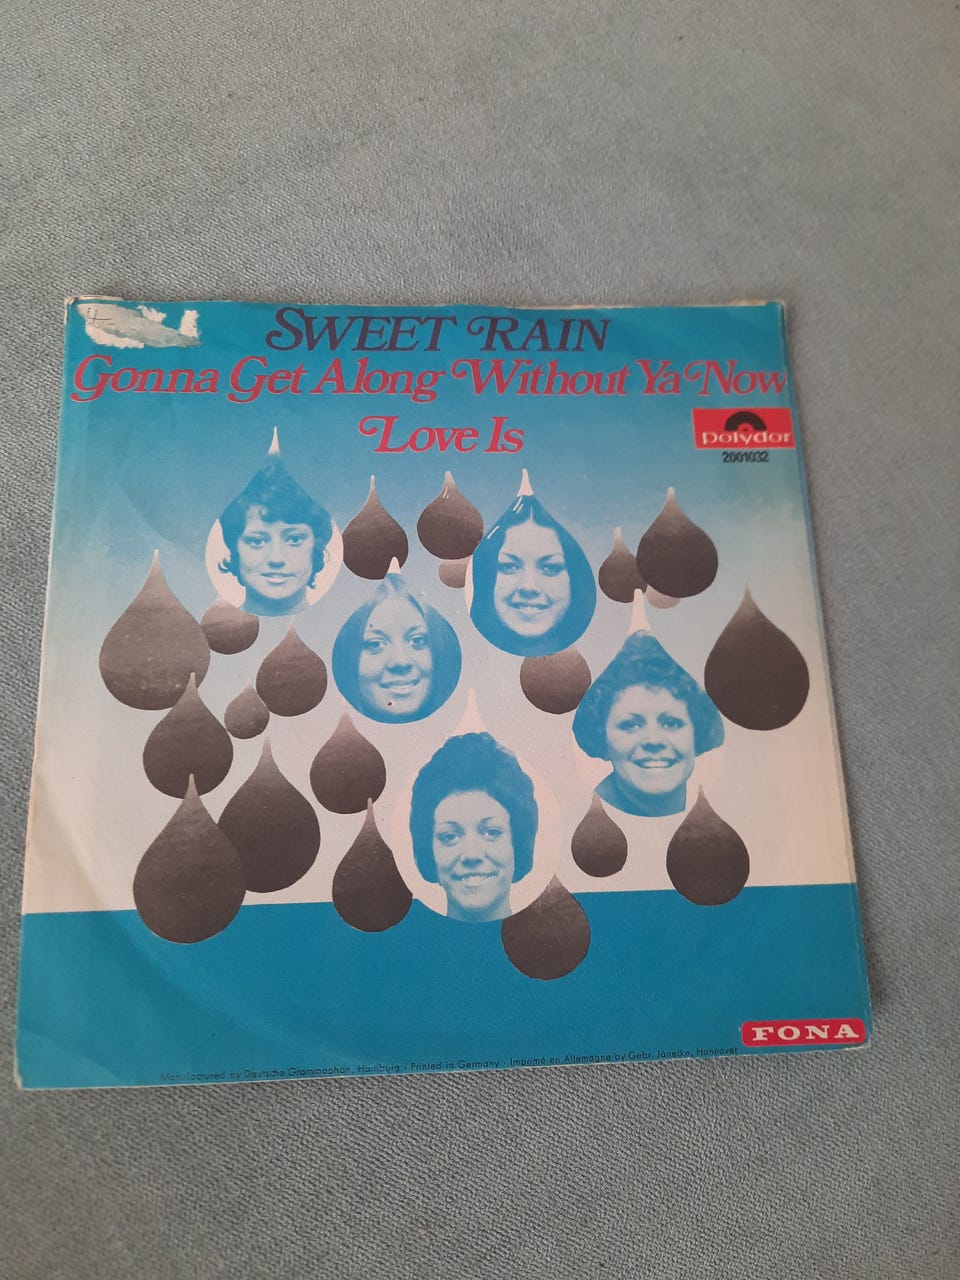 SWEET RAIN
Gonna Get Along Without Ya Now
Love Is
Polydor
2001032
FONA
Manufactured by Deutsche Grammophon, Hamburg · Printed in Germany · Imprimé en Allemagne by Gebr. Jänecke, Hannover